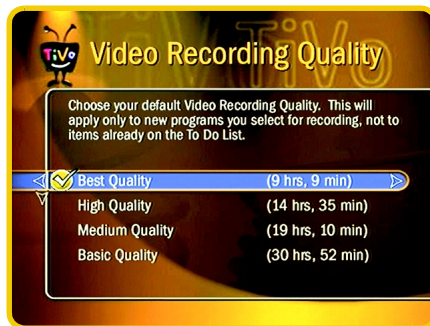 TiVo
Video Recording Quality
Choose your default Video Recording Quality. This will
apply only to new programs you select for recording, not to
items already on the To Do List.
Best Quality (9 hrs, 9 min)
High Quality (14 hrs, 35 min)
Medium Quality (19 hrs, 10 min)
Basic Quality (30 hrs, 52 min)